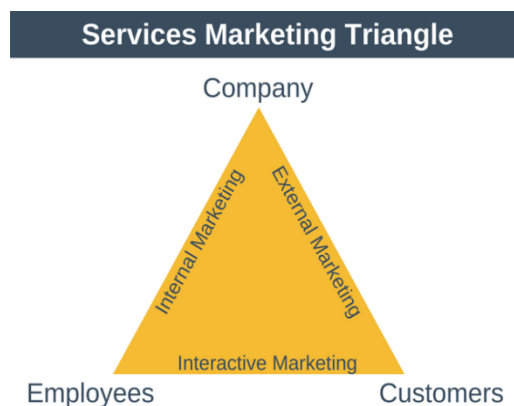 Services Marketing Triangle
Company
Internal Marketing
External Marketing
Interactive Marketing
Employees
Customers